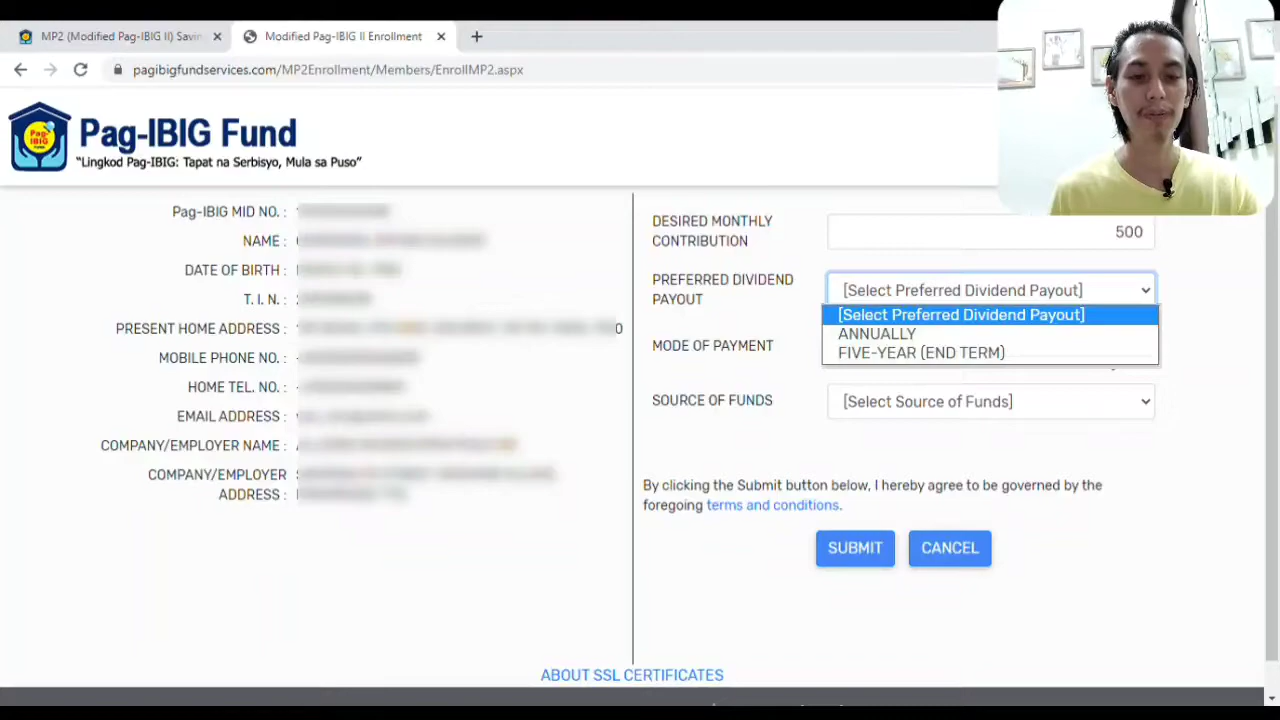 MP2 (Modified Pag-IBIG II) Savin
Modified Pag-IBIG II Enrollment
pagibigfundservices.com/MP2Enrollment/Members/EnrollMP2.aspx
Pag-IBIG Fund
"Lingkod Pag-IBIG: Tapat na Serbisyo, Mula sa Puso"
Pag-IBIG MID NO. :
NAME :
DATE OF BIRTH :
T. I. N. :
PRESENT HOME ADDRESS :
MOBILE PHONE NO. :
HOME TEL. NO. :
EMAIL ADDRESS :
COMPANY/EMPLOYER NAME :
COMPANY/EMPLOYER
ADDRESS :
DESIRED MONTHLY
CONTRIBUTION
500
PREFERRED DIVIDEND
PAYOUT
[Select Preferred Dividend Payout]
[Select Preferred Dividend Payout]
ANNUALLY
FIVE-YEAR (END TERM)
MODE OF PAYMENT
SOURCE OF FUNDS
[Select Source of Funds]
By clicking the Submit button below, I hereby agree to be governed by the
foregoing terms and conditions.
SUBMIT
CANCEL
ABOUT SSL CERTIFICATES